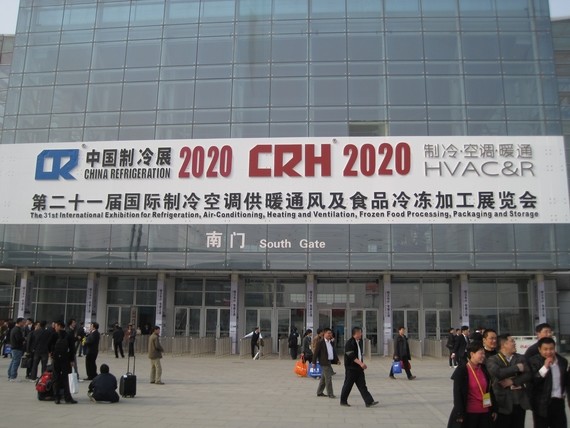 CR 中国制冷展 2020 CRH 2020 制冷·空调·暖通
CHINA REFRIGERATION HVAC&R
第二十一届国际制冷空调供暖通风及食品冷冻加工展览会
The 31st International Exhibition for Refrigeration, Air-Conditioning, Heating and Ventilation, Frozen Food Processing, Packaging and Storage
南门 South Gate